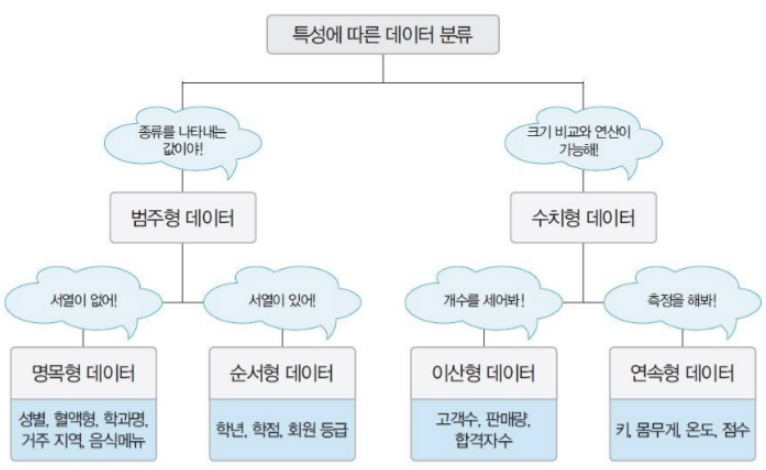 특성에 따른 데이터 분류
종류를 나타내는
값이야!
크기 비교와 연산이
가능해!
범주형 데이터
수치형 데이터
서열이 없어!
서열이 있어!
개수를 세어봐!
측정을 해봐!
명목형 데이터
순서형 데이터
이산형 데이터
연속형 데이터
성별, 혈액형, 학과명,
거주 지역, 음식메뉴
학년, 학점, 회원 등급
고객수, 판매량,
합격자수
키, 몸무게, 온도, 점수